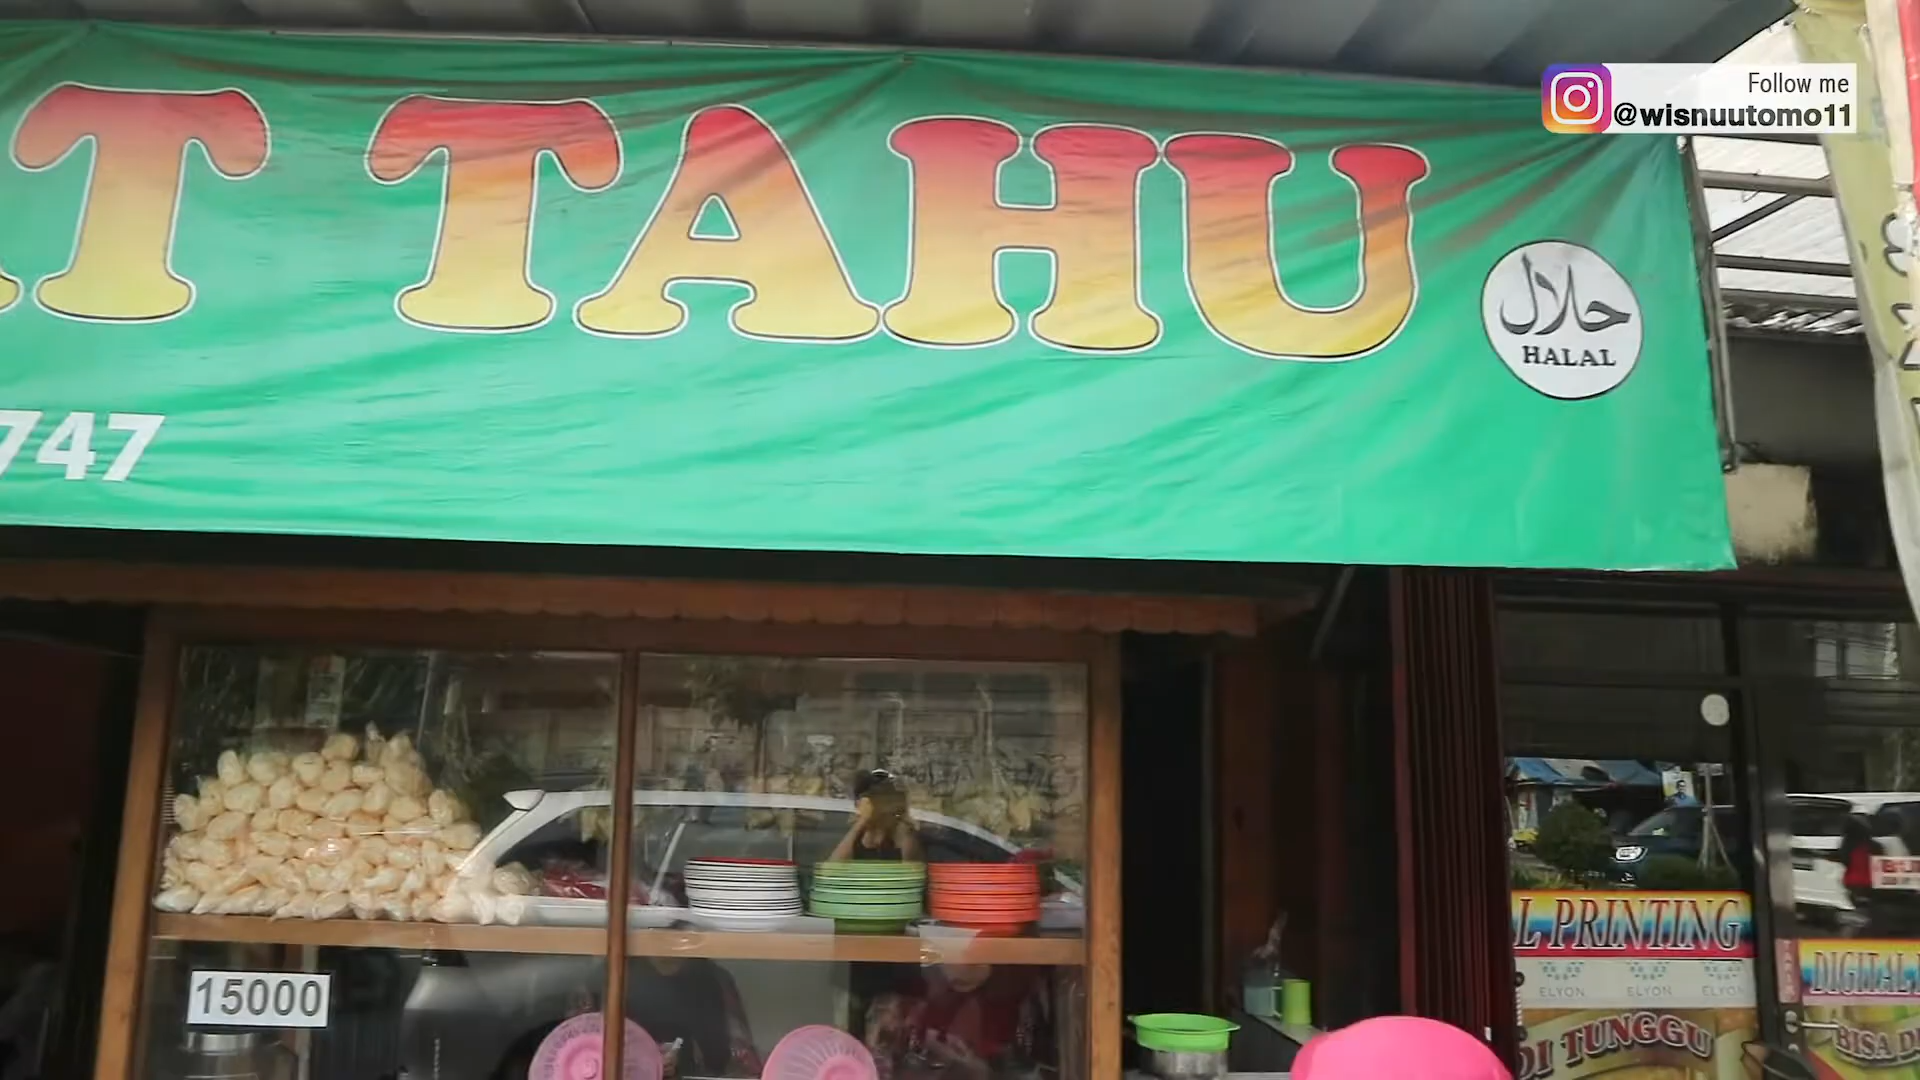 Follow me
@wisnuutomo11
T TAHU
حلال
HALAL
747
15000
L PRINTING
ELYON ELYON ELYON
DI TUNGGU
DIGITAL
BISA D